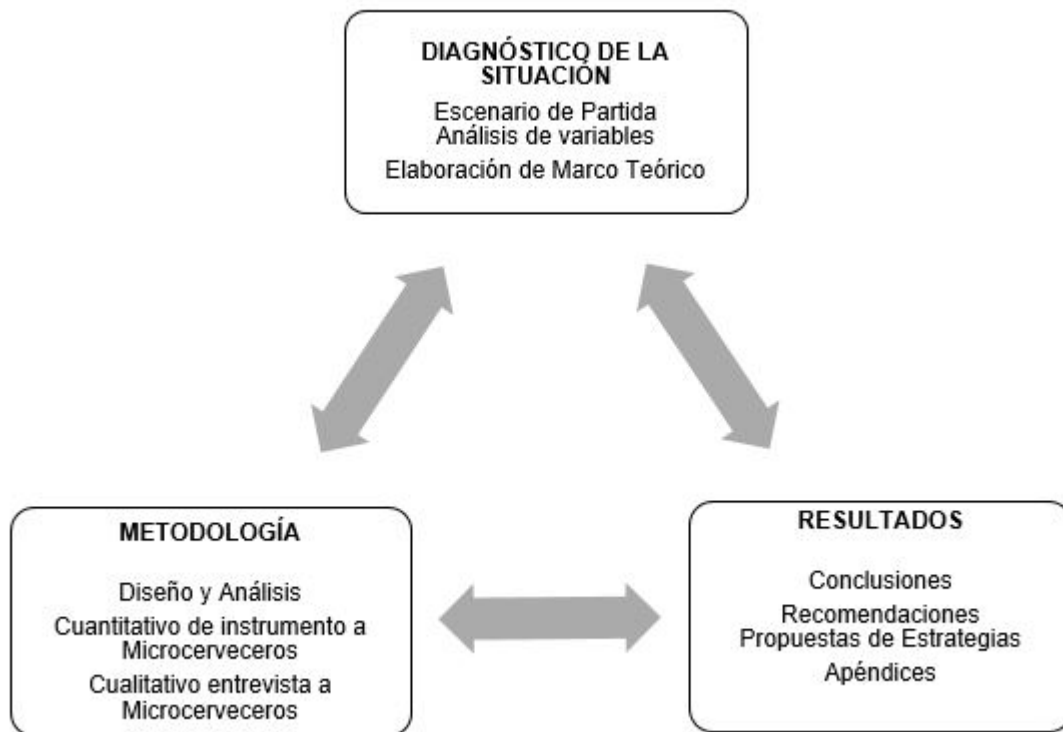 DIAGNÓSTICO DE LA
SITUACIÓN
Escenario de Partida
Análisis de variables
Elaboración de Marco Teórico
METODOLOGÍA
Diseño y Análisis
Cuantitativo de instrumento a
Microcerveceros
Cualitativo entrevista a
Microcerveceros
RESULTADOS
Conclusiones
Recomendaciones
Propuestas de Estrategias
Apéndices